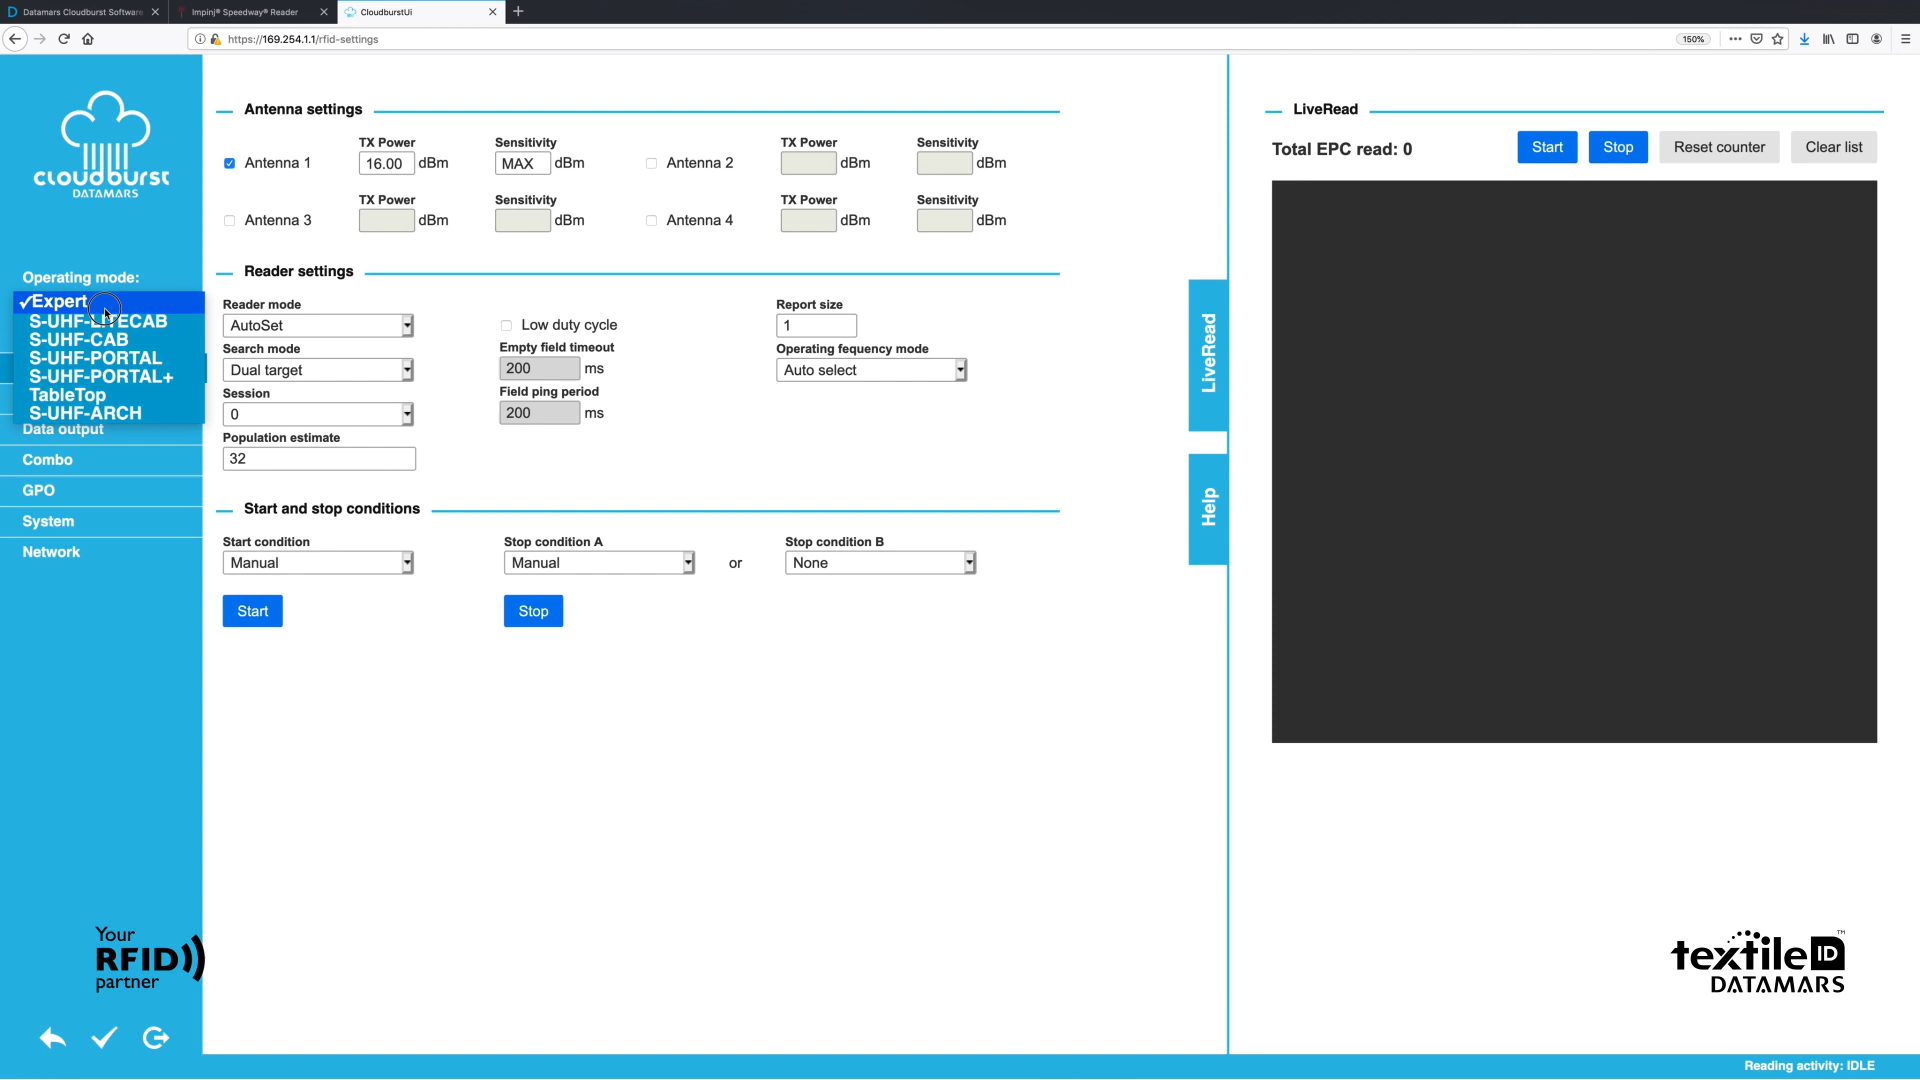 Datamars Cloudburst Software
Impinj® Speedway® Reader
CloudburstUi
https://169.254.1.1/rfid-settings
150%
cloudburst
DATAMARS
Operating mode:
✓Expert
S-UHF-CAB
S-UHF-PORTAL
S-UHF-PORTAL+
TableTop
S-UHF-ARCH
Data output
Combo
GPO
System
Network
Your
RFID
partner
Antenna settings
TX Power Sensitivity TX Power Sensitivity
Antenna 1 16.00 dBm MAX dBm Antenna 2 dBm dBm
TX Power Sensitivity TX Power Sensitivity
Antenna 3 dBm dBm Antenna 4 dBm dBm
Reader settings
Reader mode Report size
AutoSet Low duty cycle 1
Search mode Empty field timeout Operating fequency mode
Dual target 200 ms Auto select
Session Field ping period
0 200 ms
Population estimate
32
Start and stop conditions
Start condition Stop condition A Stop condition B
Manual Manual or None
Start Stop
LiveRead
Help
LiveRead
Total EPC read: 0 Start Stop Reset counter Clear list
textile ID ™
DATAMARS
Reading activity: IDLE